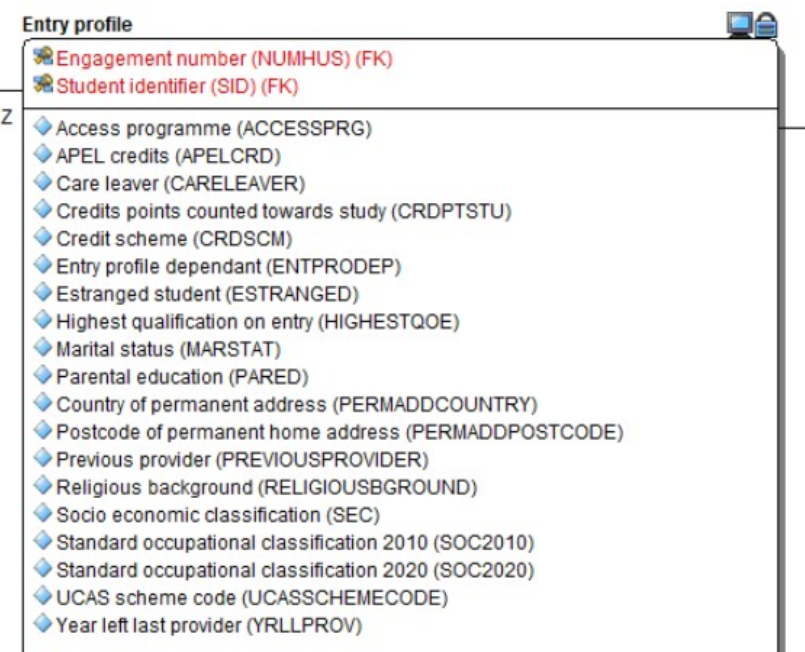 Entry profile
Engagement number (NUMHUS) (FK)
Student identifier (SID) (FK)
Z
Access programme (ACCESSPRG)
APEL credits (APELCRD)
Care leaver (CARELEAVER)
Credits points counted towards study (CRDPTSTU)
Credit scheme (CRDSCM)
Entry profile dependant (ENTPRODEP)
Estranged student (ESTRANGED)
Highest qualification on entry (HIGHESTQOE)
Marital status (MARSTAT)
Parental education (PARED)
Country of permanent address (PERMADDCOUNTRY)
Postcode of permanent home address (PERMADDPOSTCODE)
Previous provider (PREVIOUSPROVIDER)
Religious background (RELIGIOUSBGROUND)
Socio economic classification (SEC)
Standard occupational classification 2010 (SOC2010)
Standard occupational classification 2020 (SOC2020)
UCAS scheme code (UCASSCHEMECODE)
Year left last provider (YRLLPROV)